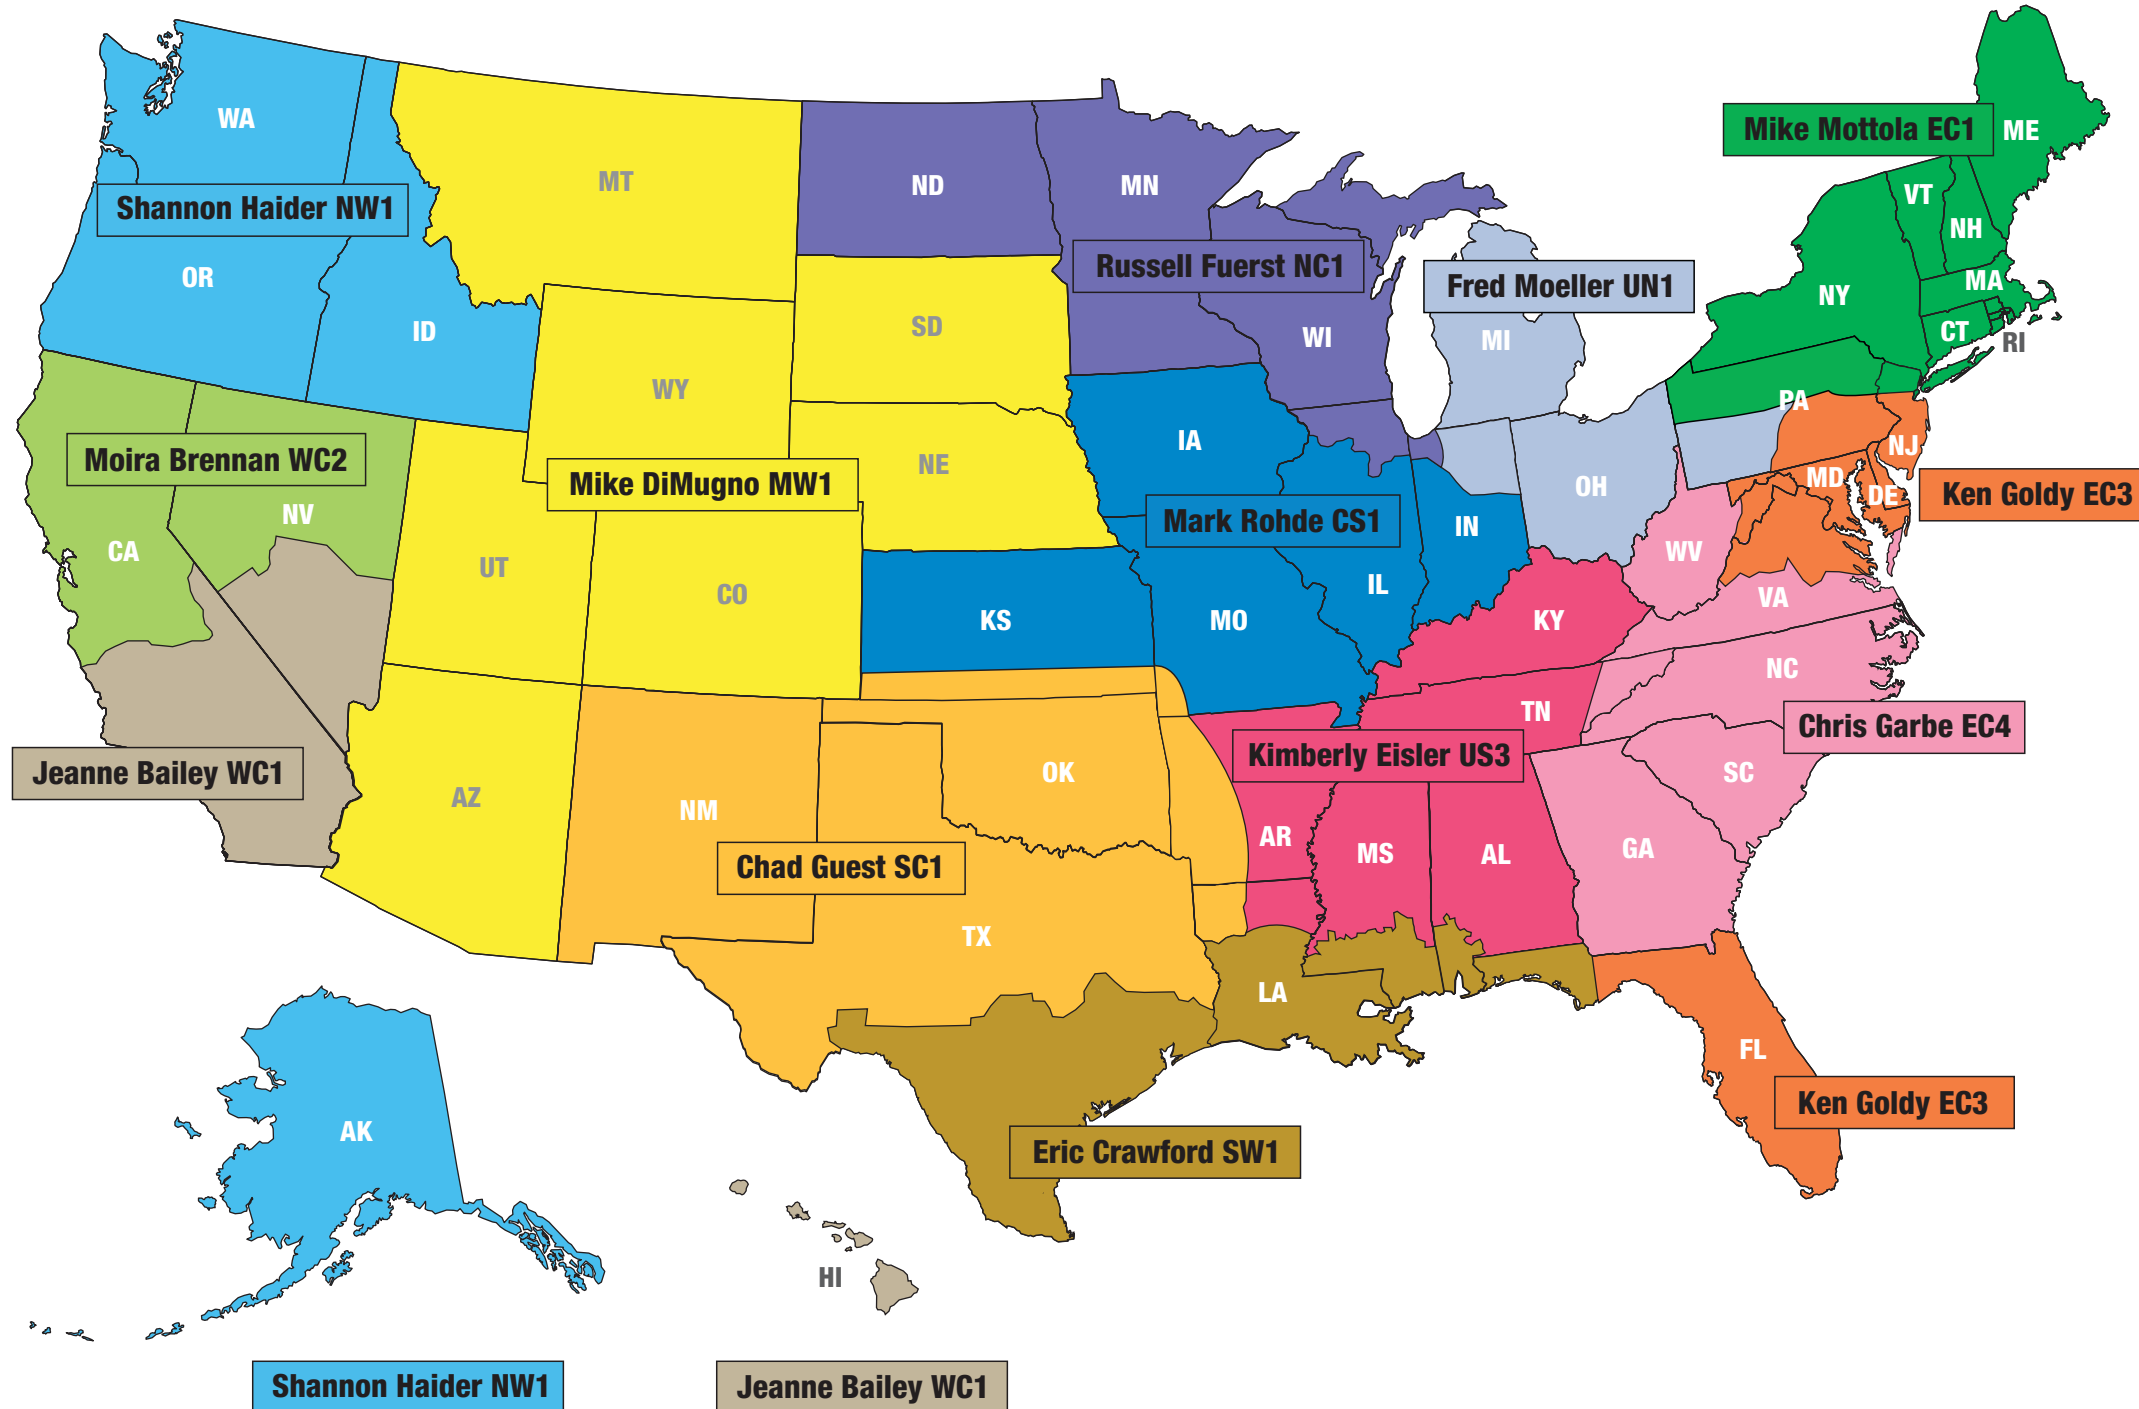 Mike Mottola EC1
ME
WA
MT
ND
MN
VT
NH
Shannon Haider NW1
Russell Fuerst NC1
Fred Moeller UN1
OR
ID
SD
WI
MI
NY
MA
CT
RI
WY
PA
Moira Brennan WC2
NV
CA
Mike DiMugno MW1
NE
IA
Mark Rohde CS1
IN
OH
NJ
MD
DE
Ken Goldy EC3
UT
CO
KS
MO
IL
WV
VA
KY
NC
TN
Chris Garbe EC4
Jeanne Bailey WC1
AZ
NM
OK
Kimberly Eisler US3
SC
AR
MS
AL
GA
Chad Guest SC1
TX
LA
FL
Ken Goldy EC3
AK
Eric Crawford SW1
HI
Shannon Haider NW1
Jeanne Bailey WC1